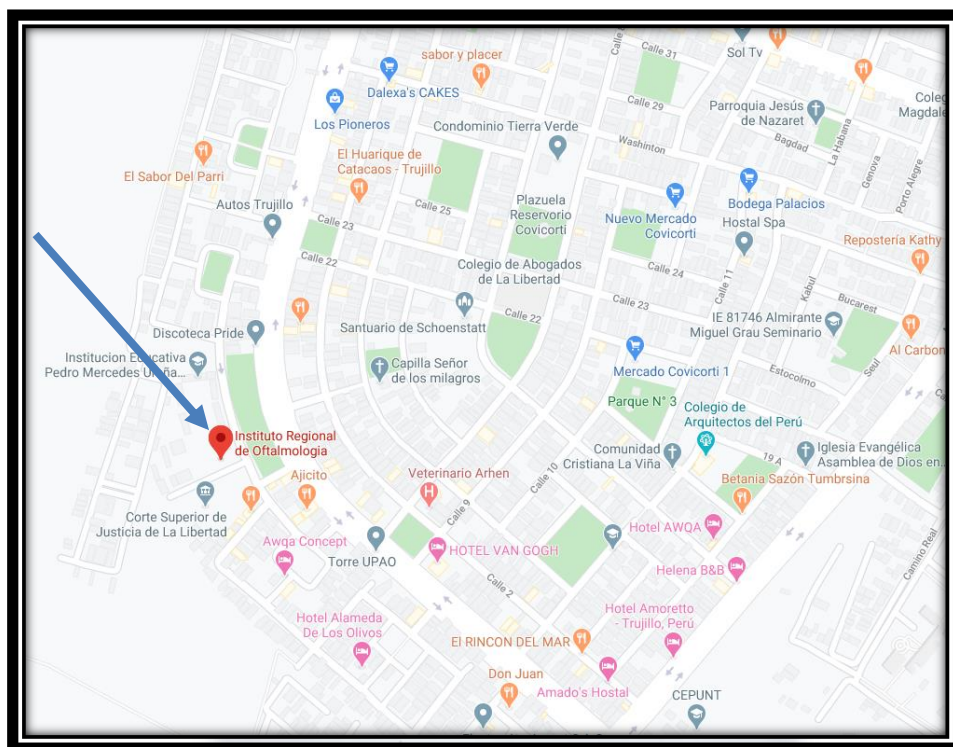 Calle 31
Sol Tv
sabor y placer
Dalexa's CAKES
Los Pioneros
Calle 29
Parroquia Jesús
de Nazaret
Coleg
Magdale
Condominio Tierra Verde
Washinton
Bagdad
La Habana
Genova
Porto Alegre
El Huarique de
Catacaos - Trujillo
El Sabor Del Parri
Autos Trujillo
Calle 25
Calle 23
Calle 22
Plazuela
Reservorio
Covicorti
Nuevo Mercado
Covicorti
Bodega Palacios
Hostal Spa
Repostería Kathy
Colegio de Abogados
de La Libertad
Calle 24
Calle 11
Kabul
Bucarest
Calle 23
Calle 22
Santuario de Schoenstatt
IE 81746 Almirante
Miguel Grau Seminario
Discoteca Pride
Institucion Educativa
Pedro Mercedes Ureña...
Capilla Señor
de los milagros
Mercado Covicorti 1
Estocolmo
Seul
Al Carbon
Parque N° 3
Colegio de
Arquitectos del Perú
Instituto Regional
de Oftalmologia
Comunidad
Cristiana La Viña
19 A
Iglesia Evangélica
Asamblea de Dios en...
Ajicito
Veterinario Arhen
Calle 10
Calle 9
Betania Sazón Tumbrsina
Corte Superior de
Justicia de La Libertad
Hotel AWQA
Awqa Concept
Torre UPAO
HOTEL VAN GOGH
Helena B&B
Camino Real
Calle 2
Hotel Alameda
De Los Olivos
Hotel Amoretto
- Trujillo, Perú
El RINCON DEL MAR
Don Juan
Amado's Hostal
CEPUNT